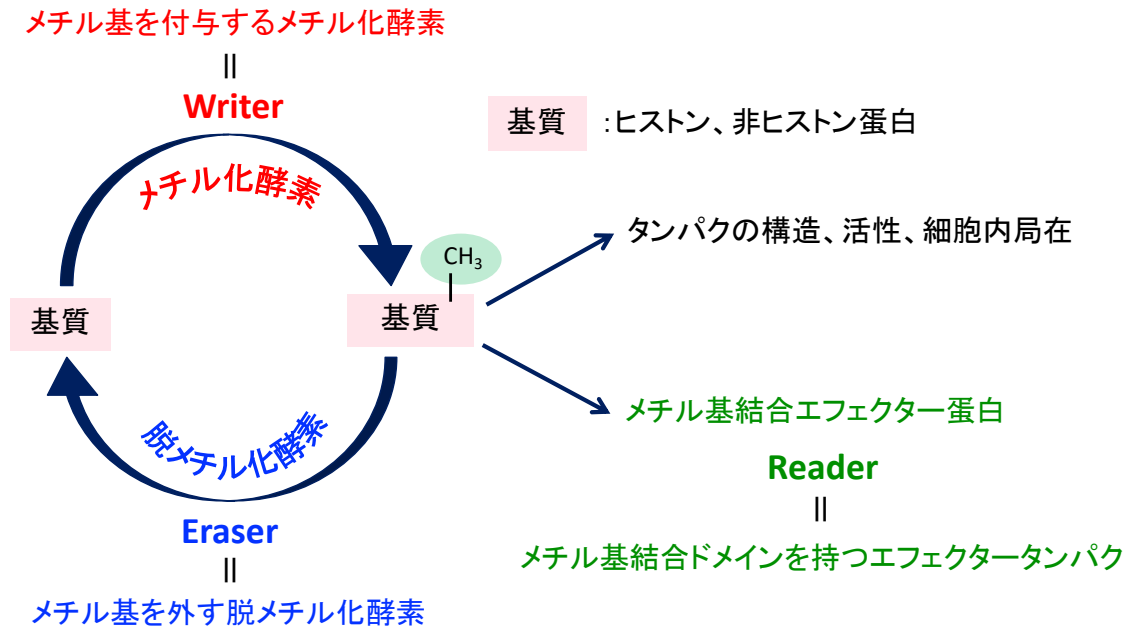 メチル基を付与するメチル化酵素
=
Writer
メチル化酵素
基質 :ヒストン、非ヒストン蛋白
タンパクの構造、活性、細胞内局在
CH₃
基質
基質
メチル基結合エフェクター蛋白
Reader
=
メチル基結合ドメインを持つエフェクタータンパク
脱メチル化酵素
Eraser
=
メチル基を外す脱メチル化酵素